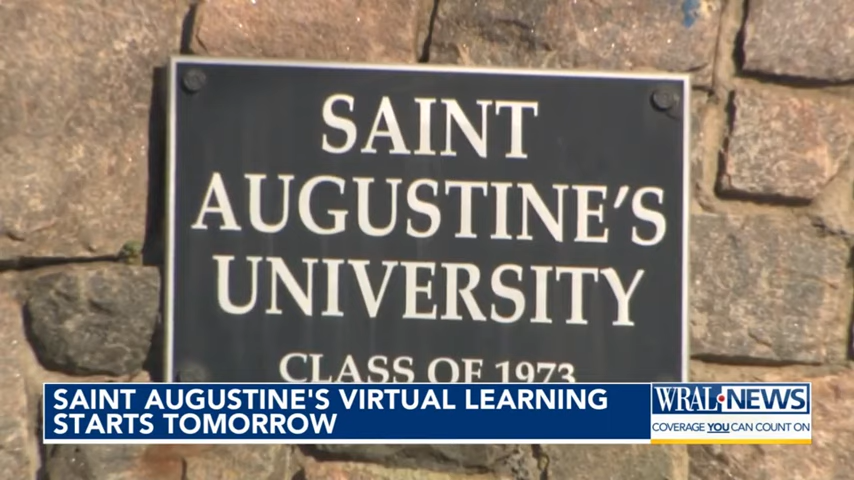 SAINT
AUGUSTINE'S
UNIVERSITY
CLASS OF 1973
SAINT AUGUSTINE'S VIRTUAL LEARNING
STARTS TOMORROW
WRAL NEWS
COVERAGE YOU CAN COUNT ON